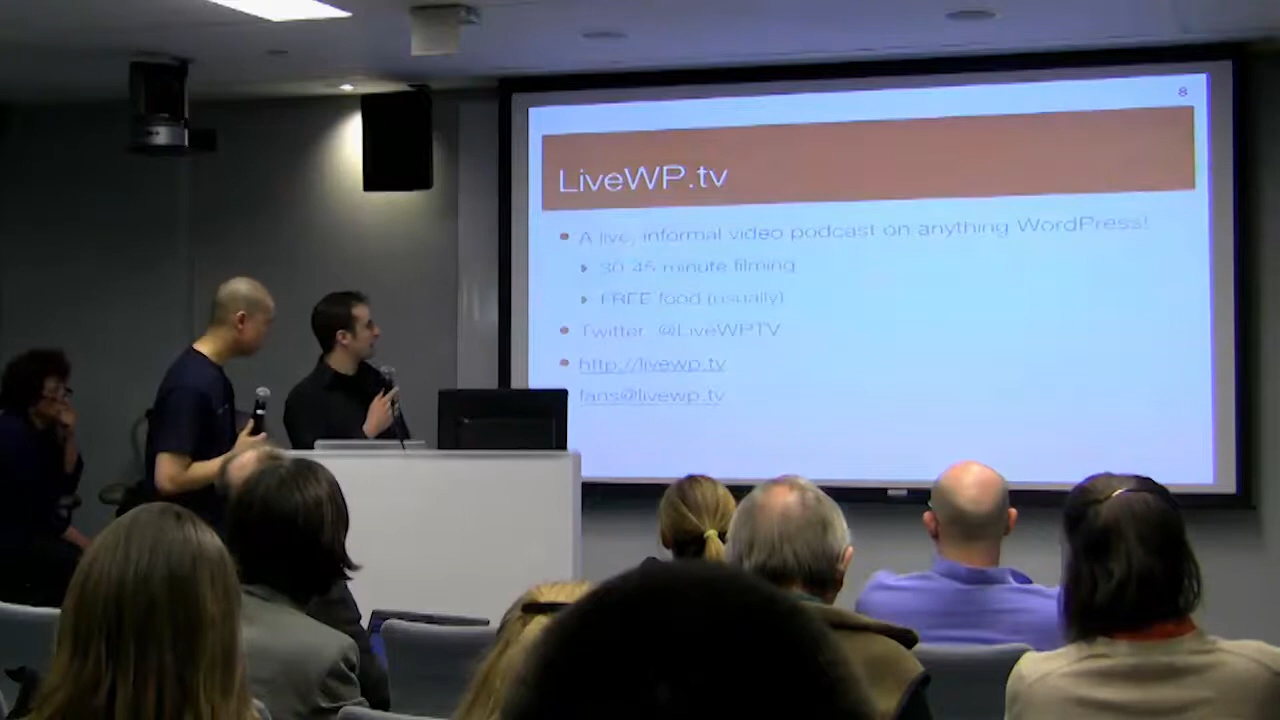 8
LiveWP.tv
A live, informal video podcast on anything WordPress!
30-45 minute filming
FREE food (usually)
Twitter: @LiveWPTV
http://livewp.tv
fans@livewp.tv